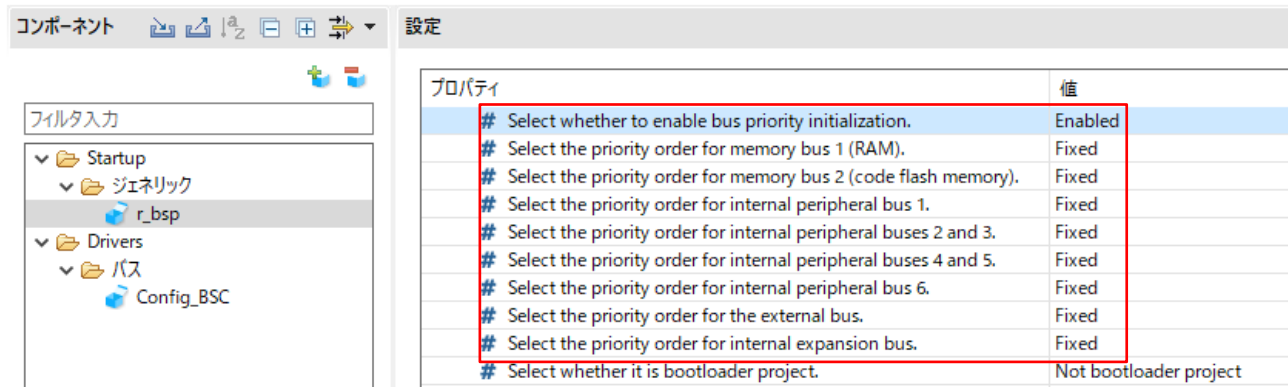 コンポーネント
設定
フィルタ入力
Startup
ジェネリック
r_bsp
Drivers
バス
Config_BSC
プロパティ 値
# Select whether to enable bus priority initialization. Enabled
# Select the priority order for memory bus 1 (RAM). Fixed
# Select the priority order for memory bus 2 (code flash memory). Fixed
# Select the priority order for internal peripheral bus 1. Fixed
# Select the priority order for internal peripheral buses 2 and 3. Fixed
# Select the priority order for internal peripheral buses 4 and 5. Fixed
# Select the priority order for internal peripheral bus 6. Fixed
# Select the priority order for the external bus. Fixed
# Select the priority order for internal expansion bus. Fixed
# Select whether it is bootloader project. Not bootloader project